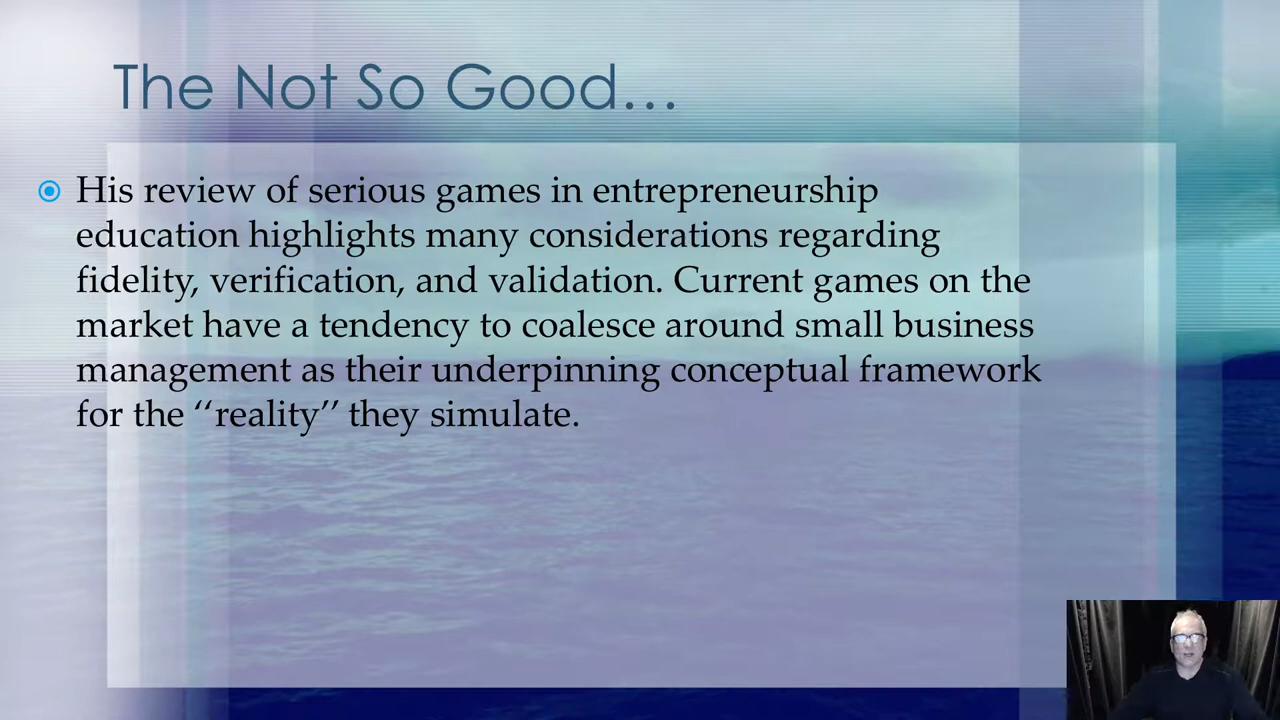 The Not So Good...
His review of serious games in entrepreneurship
education highlights many considerations regarding
fidelity, verification, and validation. Current games on the
market have a tendency to coalesce around small business
management as their underpinning conceptual framework
for the ‘‘reality’’ they simulate.